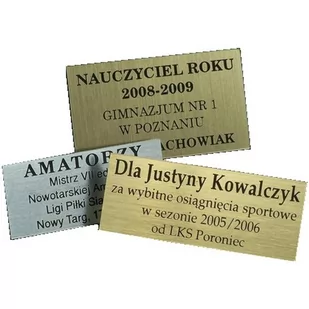 NAUCZYCIEL ROKU
2008-2009
GIMNAZJUM NR 1
W POZNANIU
AMATORZY
Mistrz VII
Nowotarskiej
Ligi Piłki
Nowy Targ,
Dla Justyny Kowalczyk
za wybitne osiągnięcia sportowe
w sezonie 2005/2006
od LKS Poroniec